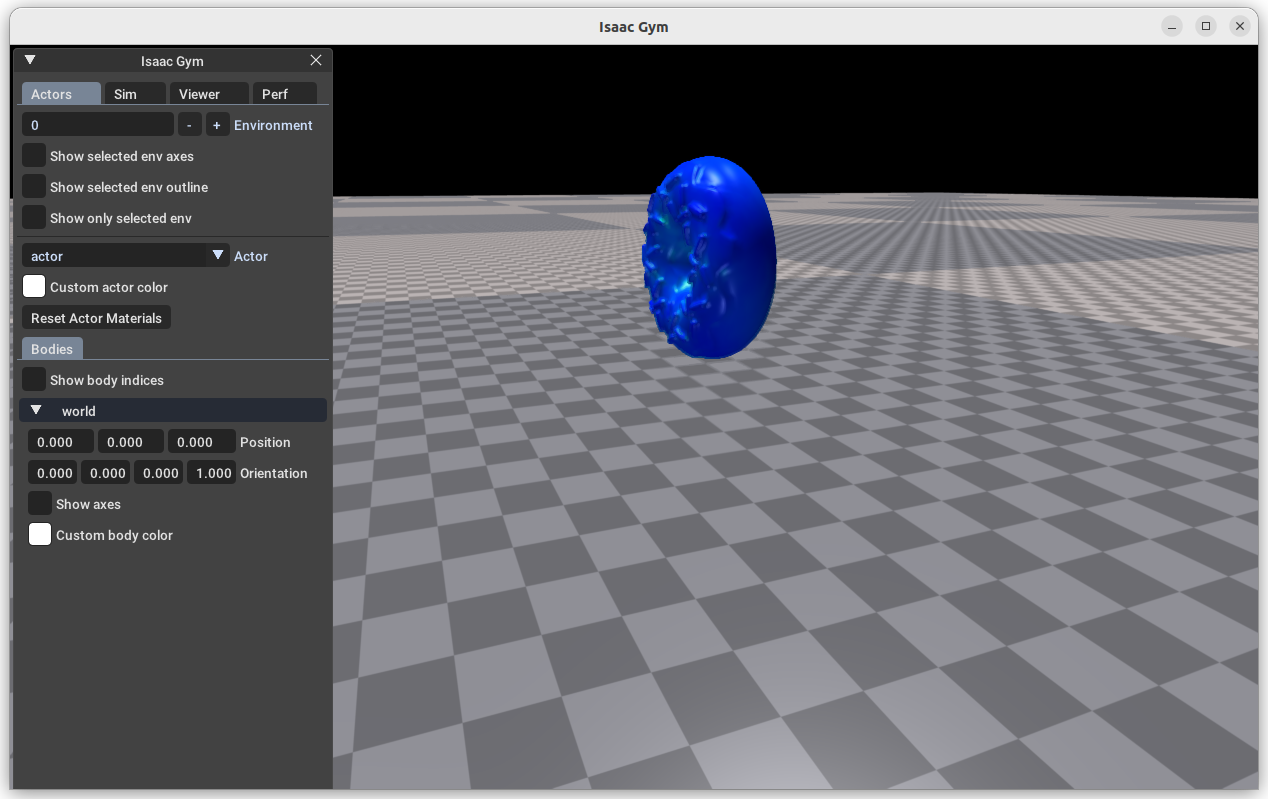 Isaac Gym
Isaac Gym
Actors Sim Viewer Perf
0 - + Environment
Show selected env axes
Show selected env outline
Show only selected env
actor Actor
Custom actor color
Reset Actor Materials
Bodies
Show body indices
world
0.000 0.000 0.000 Position
0.000 0.000 0.000 1.000 Orientation
Show axes
Custom body color